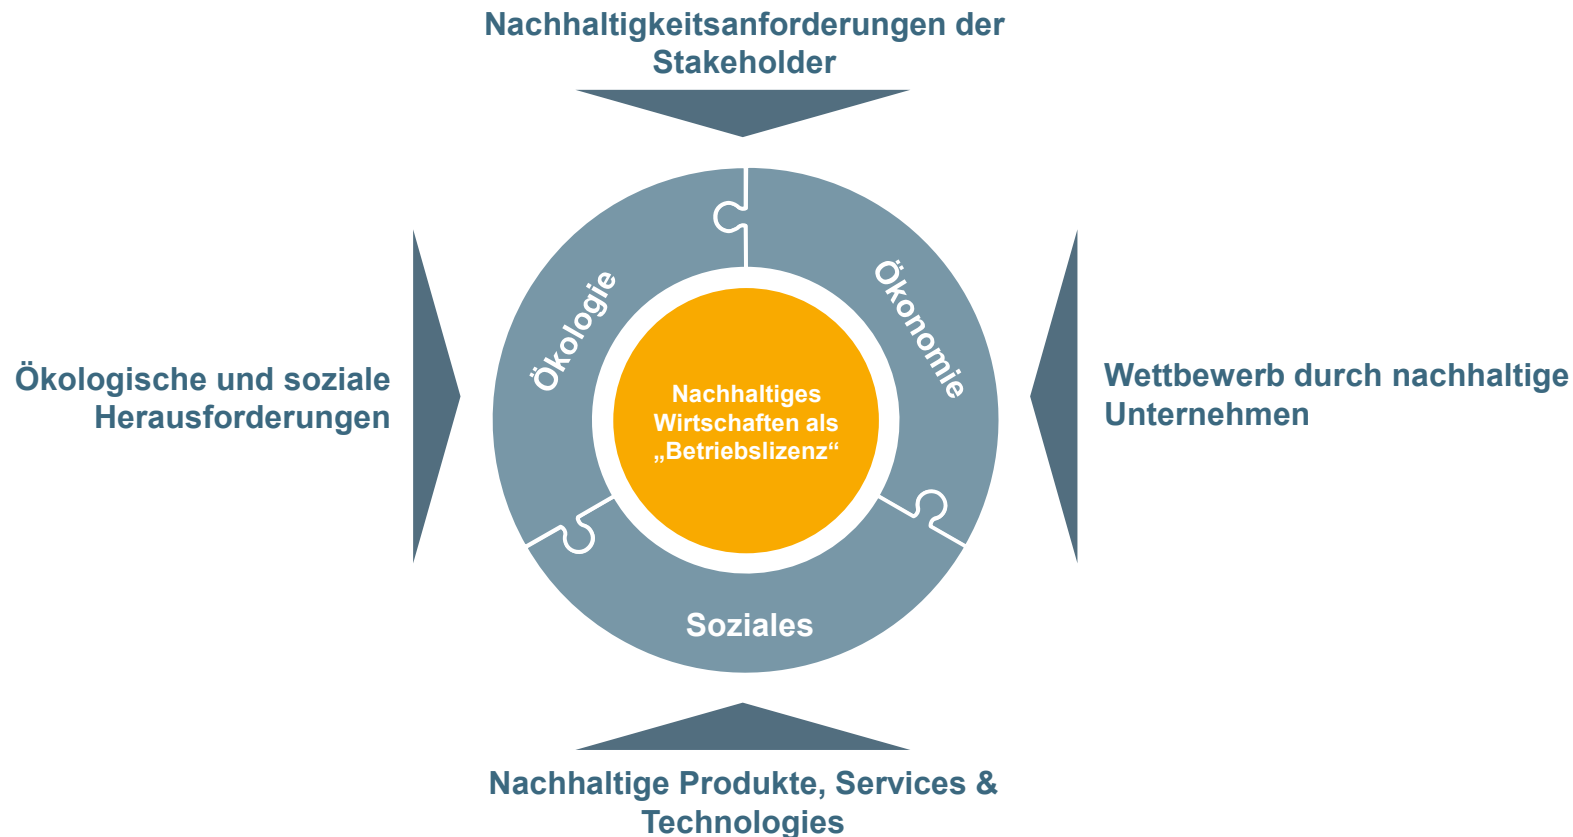 Nachhaltigkeitsanforderungen der
Stakeholder
Ökologie
Ökonomie
Ökologische und soziale
Herausforderungen
Nachhaltiges
Wirtschaften als
„Betriebslizenz“
Wettbewerb durch nachhaltige
Unternehmen
Soziales
Nachhaltige Produkte, Services &
Technologies